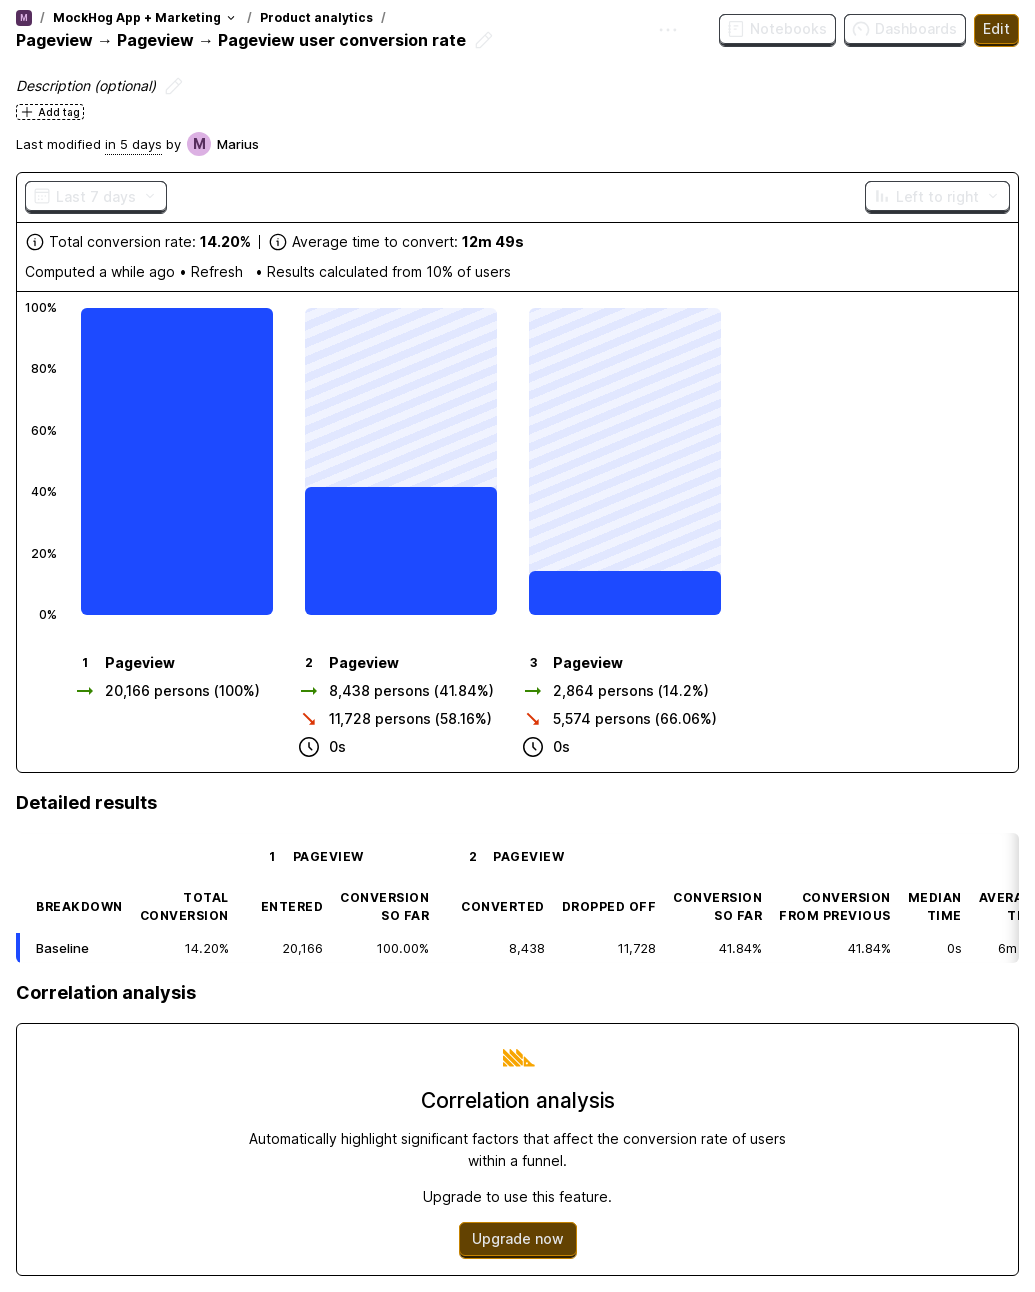 M / MockHog App + Marketing / Product analytics /
Pageview → Pageview → Pageview user conversion rate
Notebooks
Dashboards
Edit
Description (optional)
Add tag
Last modified in 5 days by M Marius
Last 7 days
Left to right
Total conversion rate: 14.20% | Average time to convert: 12m 49s
Computed a while ago • Refresh • Results calculated from 10% of users
100%
80%
60%
40%
20%
0%
1 Pageview
20,166 persons (100%)
2 Pageview
8,438 persons (41.84%)
11,728 persons (58.16%)
0s
3 Pageview
2,864 persons (14.2%)
5,574 persons (66.06%)
0s
Detailed results
1 PAGEVIEW
2 PAGEVIEW
BREAKDOWN
TOTAL
CONVERSION
ENTERED
CONVERSION
SO FAR
CONVERTED
DROPPED OFF
CONVERSION
SO FAR
CONVERSION
FROM PREVIOUS
MEDIAN
TIME
Baseline 14.20% 20,166 100.00% 8,438 11,728 41.84% 41.84% 0s 6m
Correlation analysis
Correlation analysis
Automatically highlight significant factors that affect the conversion rate of users
within a funnel.
Upgrade to use this feature.
Upgrade now